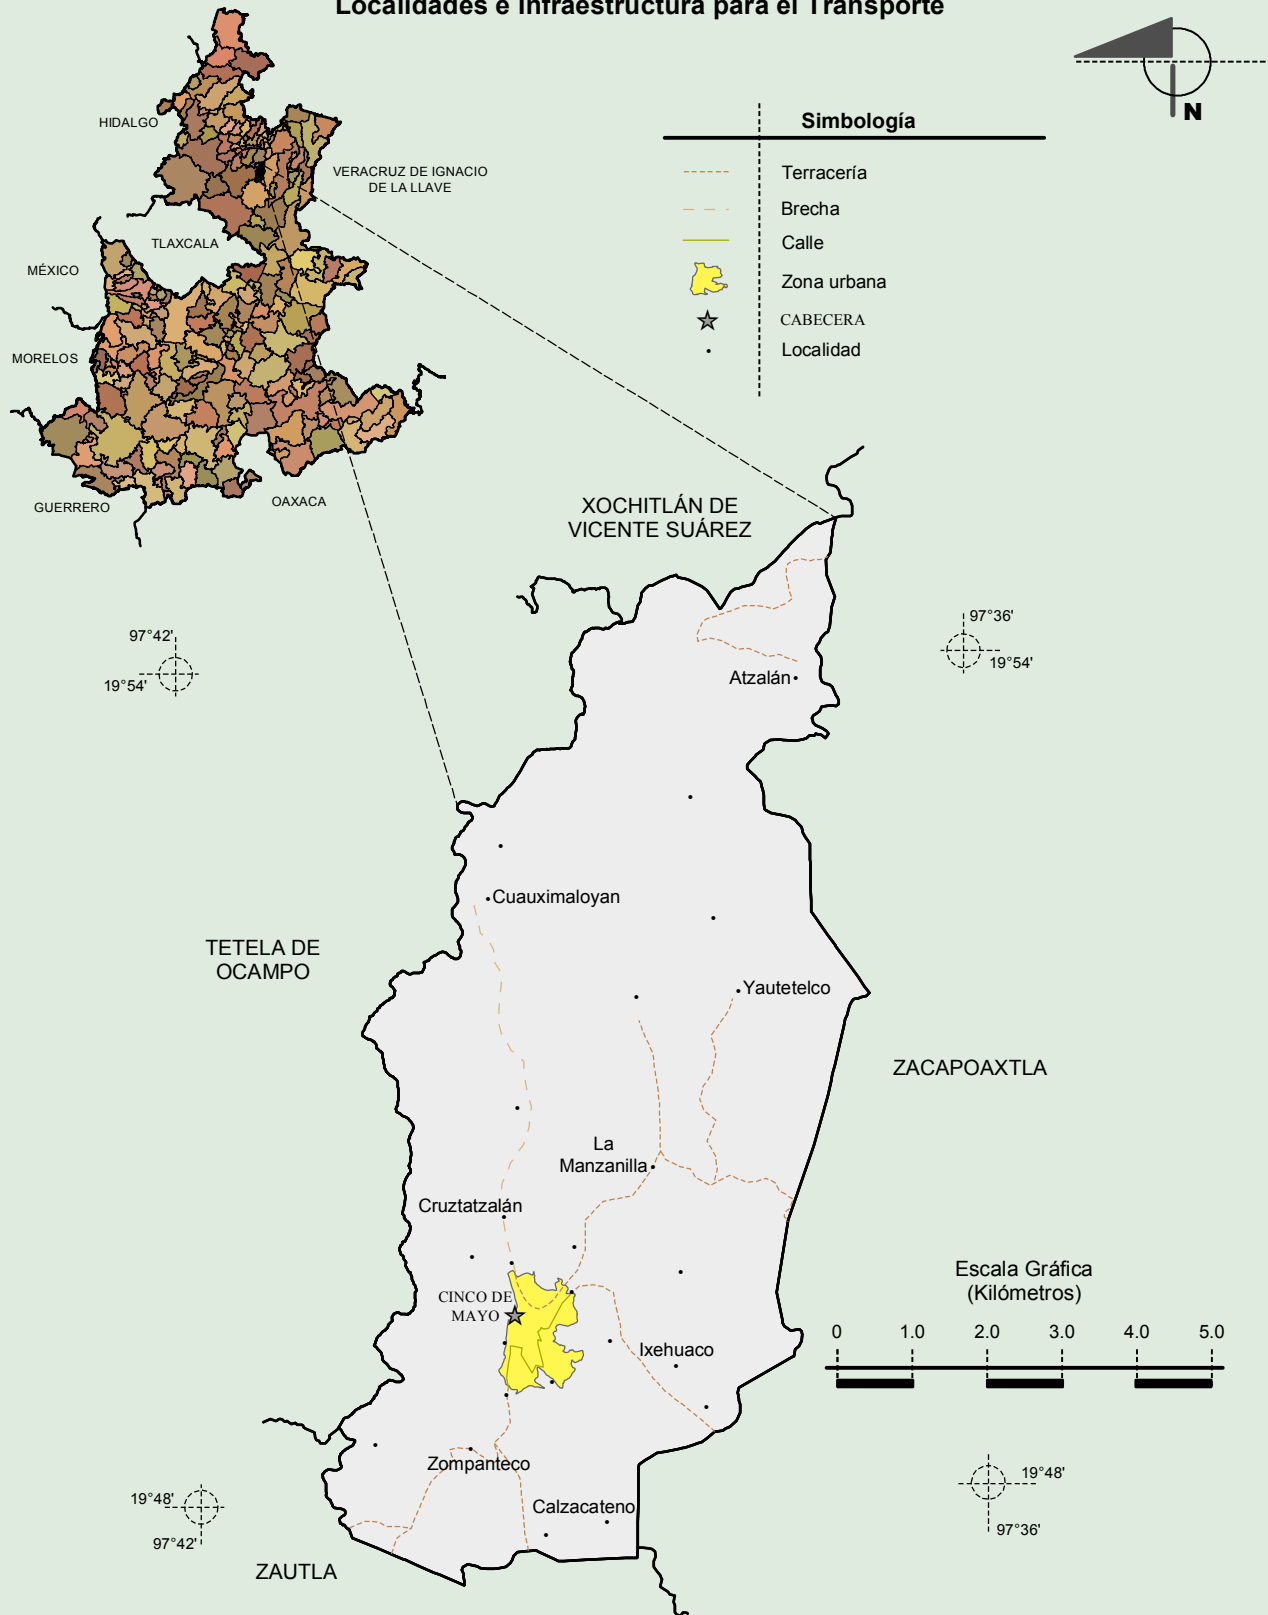 Localidades e Infraestructura para el Transporte
N
HIDALGO
VERACRUZ DE IGNACIO
DE LA LLAVE
TLAXCALA
MÉXICO
MORELOS
GUERRERO
OAXACA
Simbología
Terracería
Brecha
Calle
Zona urbana
CABECERA
Localidad
XOCHITLÁN DE
VICENTE SUÁREZ
97°42'
19°54'
97°36'
19°54'
Atzalán
Cuauximaloyan
TETELA DE
OCAMPO
Yautetelco
ZACAPOAXTLA
La
Manzanilla
Cruztatzalán
CINCO DE
MAYO
Ixehuaco
Escala Gráfica
(Kilómetros)
0 1.0 2.0 3.0 4.0 5.0
Zompanteco
Calzacateno
19°48'
97°42'
19°48'
97°36'
ZAUTLA